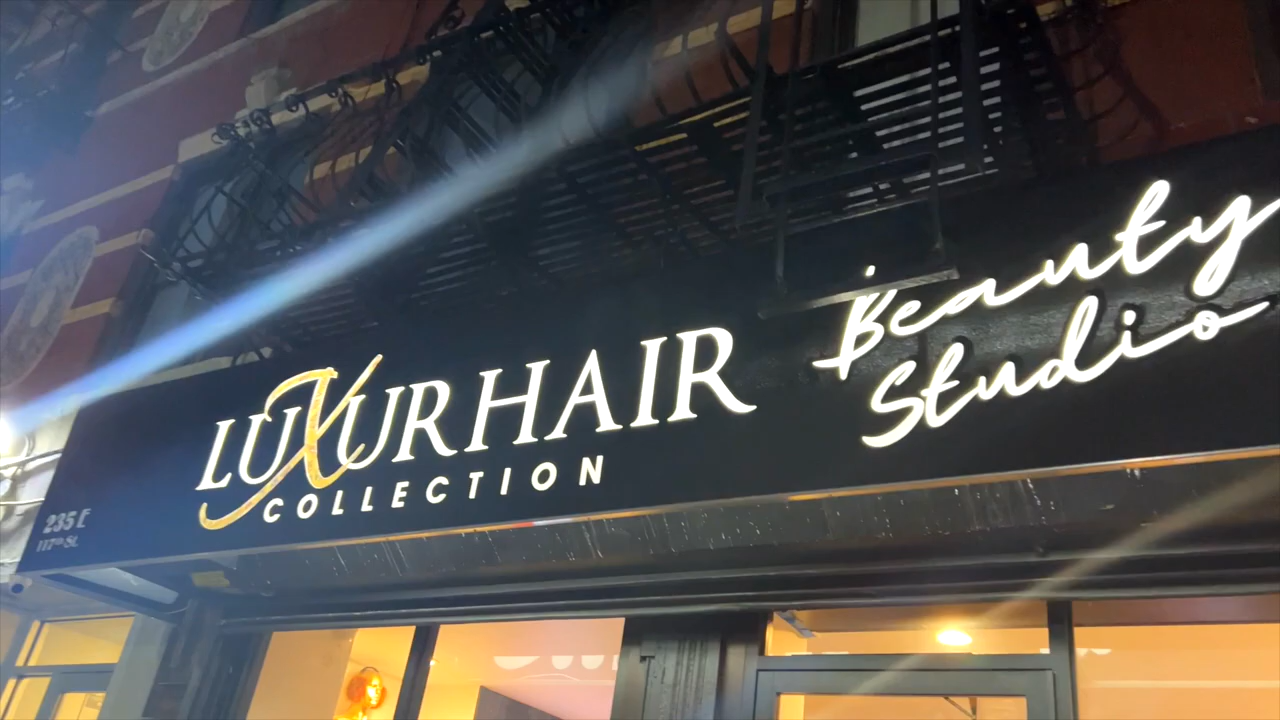 LUXURHAIR
COLLECTION
Beauty
Studio
235 E
117th St.